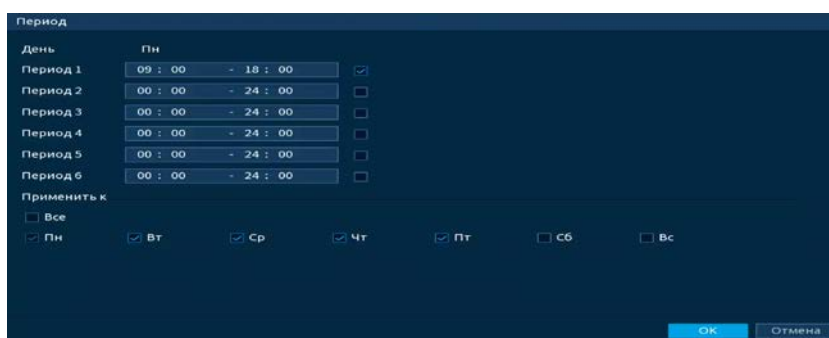 Период
День Пн
Период 1 09 : 00 - 18 : 00
Период 2 00 : 00 - 24 : 00
Период 3 00 : 00 - 24 : 00
Период 4 00 : 00 - 24 : 00
Период 5 00 : 00 - 24 : 00
Период 6 00 : 00 - 24 : 00
Применить к
Все
Пн Вт Ср Чт Пт Сб Вс
OK Отмена